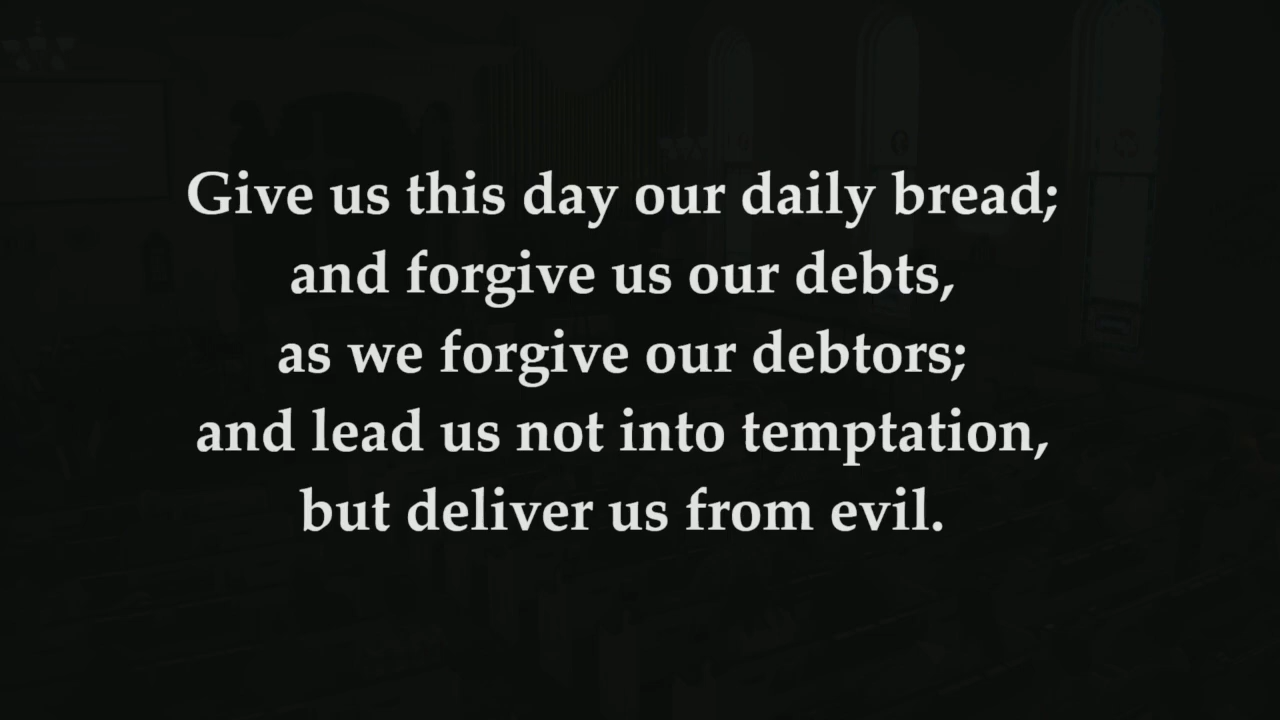 Give us this day our daily bread;
and forgive us our debts,
as we forgive our debtors;
and lead us not into temptation,
but deliver us from evil.